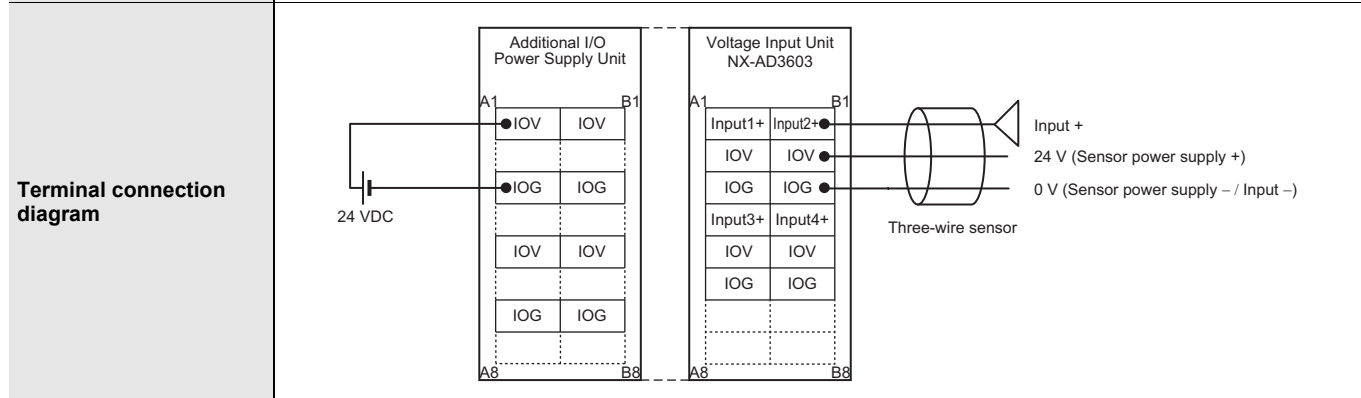 Terminal connection
diagram
Additional I/O
Power Supply Unit
A1 B1
IOV IOV
IOG IOG
IOV IOV
IOG IOG
A8 B8
24 VDC
Voltage Input Unit
NX-AD3603
A1 B1
Input1+ Input2+
IOV IOV
IOG IOG
Input3+ Input4+
IOV IOV
IOG IOG
A8 B8
Input +
24 V (Sensor power supply +)
0 V (Sensor power supply – / Input –)
Three-wire sensor